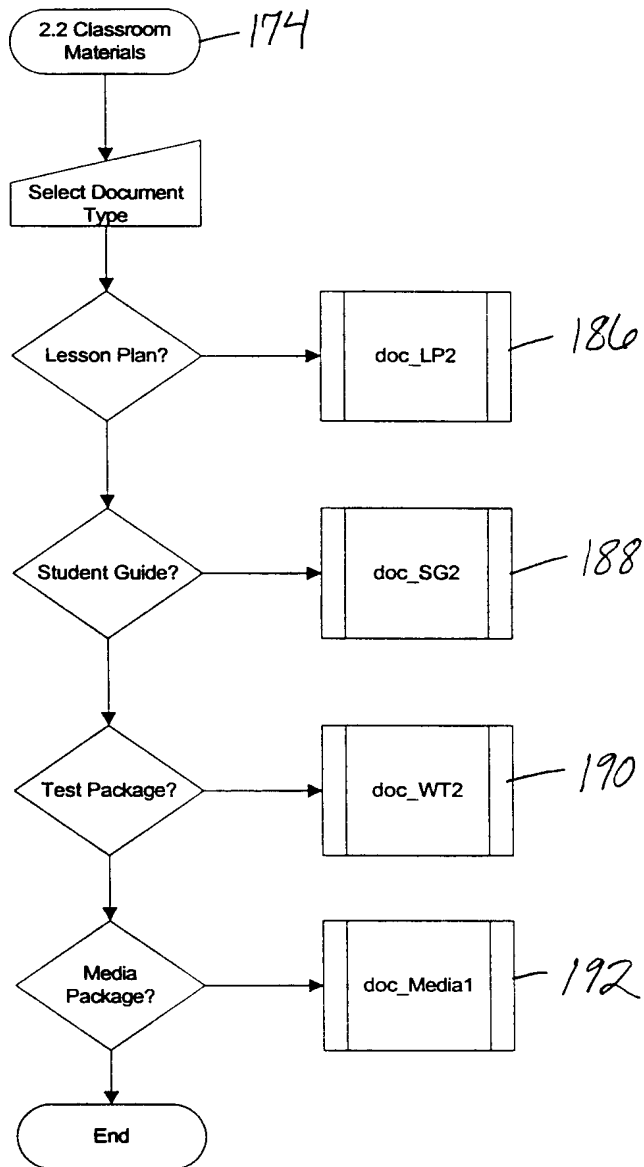 2.2 Classroom
Materials
174
Select Document
Type
Lesson Plan?
doc_LP2
186
Student Guide?
doc_SG2
188
Test Package?
doc_WT2
190
Media
Package?
doc_Media1
192
End